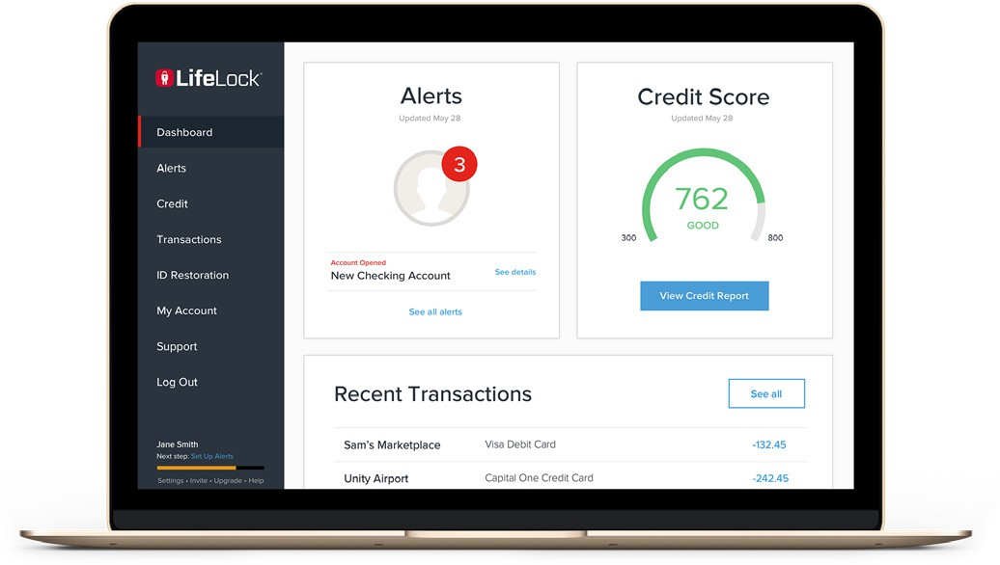 LifeLock
Dashboard
Alerts
Credit
Transactions
ID Restoration
My Account
Support
Log Out
Jane Smith
Next step: Set Up Alerts
Settings • Invite • Upgrade • Help
Alerts
Updated May 28
3
Account Opened
New Checking Account
See details
See all alerts
Credit Score
Updated May 28
762
GOOD
300
800
View Credit Report
Recent Transactions
See all
Sam's Marketplace Visa Debit Card -132.45
Unity Airport Capital One Credit Card -242.45